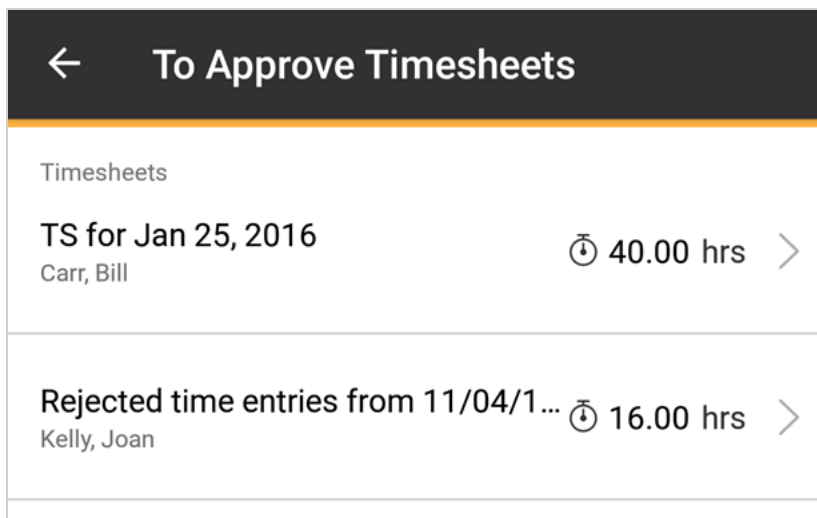 To Approve Timesheets
Timesheets
TS for Jan 25, 2016
40.00 hrs
Carr, Bill
Rejected time entries from 11/04/1...
16.00 hrs
Kelly, Joan